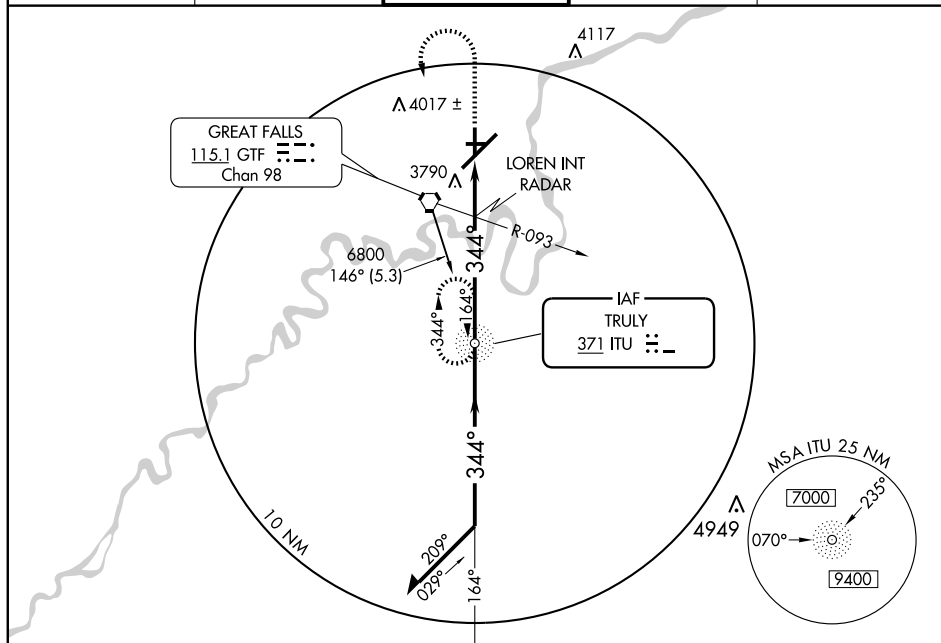 4117
4017 ±
GREAT FALLS
115.1 GTF
Chan 98
3790
LOREN INT
RADAR
R-093
344°
6800
146° (5.3)
164°
344°
IAF
TRULY
371 ITU
344°
MSA ITU 25 NM
7000
235°
4949
070°
9400
10 NM
209°
029°
164°